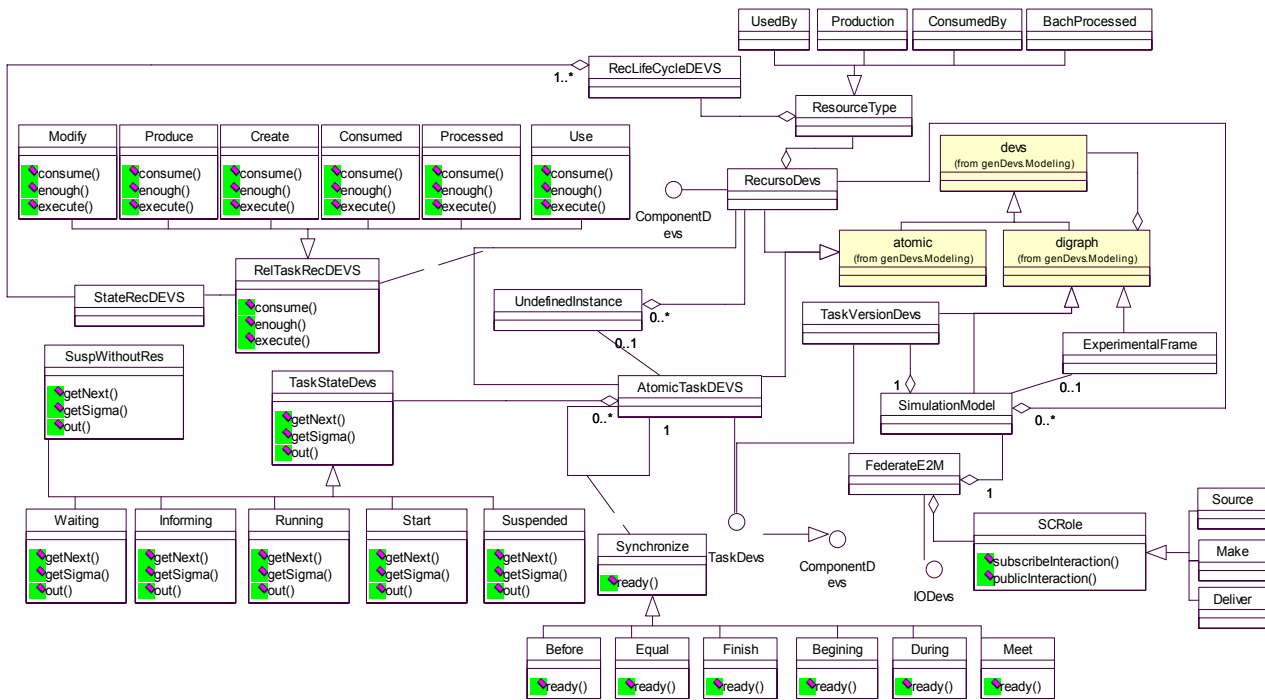 UsedBy
Production
ConsumedBy
BachProcessed
RecLifeCycleDEVS
1..*
ResourceType
Modify
consume()
enough()
execute()
Produce
consume()
enough()
execute()
Create
consume()
enough()
execute()
Consumed
consume()
enough()
execute()
Processed
consume()
enough()
execute()
Use
consume()
enough()
execute()
devs
(from genDevs.Modeling)
RecursoDevs
ComponentD
evs
atomic
(from genDevs.Modeling)
digraph
(from genDevs.Modeling)
RelTaskRecDEVS
consume()
enough()
execute()
StateRecDEVS
UndefinedInstance
0..*
0..1
TaskVersionDevs
ExperimentalFrame
0..1
SuspWithoutRes
getNext()
getSigma()
out()
TaskStateDevs
getNext()
getSigma()
out()
AtomicTaskDEVS
0..*
1
1
SimulationModel
0..*
FederateE2M
1
Waiting
getNext()
getSigma()
out()
Informing
getNext()
getSigma()
out()
Running
getNext()
getSigma()
out()
Start
getNext()
getSigma()
out()
Suspended
getNext()
getSigma()
out()
Synchronize
ready()
TaskDevs
ComponentD
evs
IODevs
SCRole
subscribeInteraction()
publicInteraction()
Source
Make
Deliver
Before
ready()
Equal
ready()
Finish
ready()
Begining
ready()
During
ready()
Meet
ready()